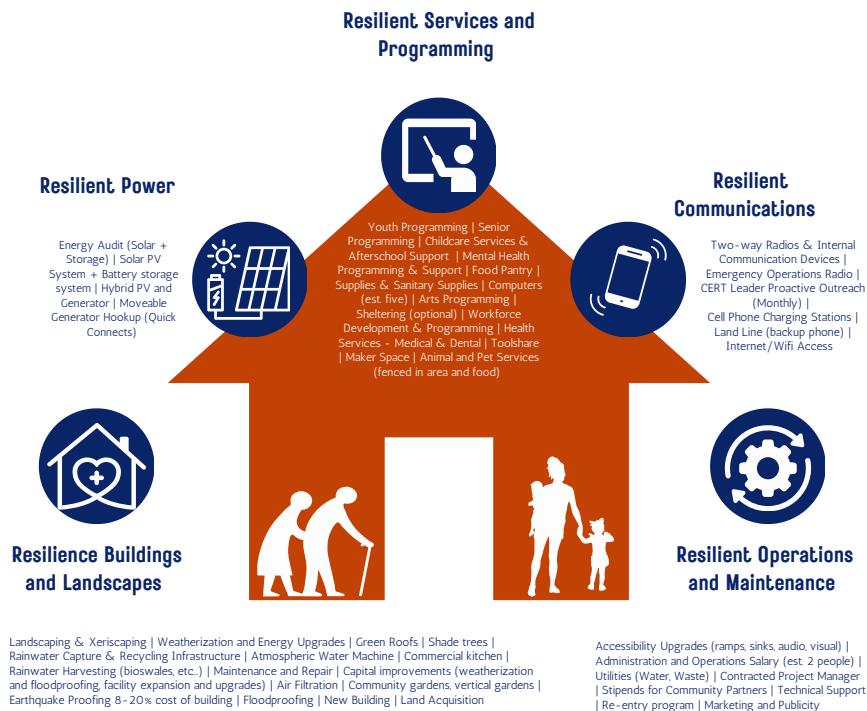 Resilient Services and
Programming
Resilient Power
Energy Audit (Solar +
Storage) | Solar PV
System + Battery storage
system | Hybrid PV and
Generator | Moveable
Generator Hookup (Quick
Connects)
Youth Programming | Senior
Programming | Childcare Services &
Afterschool Support | Mental Health
Programming & Support | Food Pantry |
Supplies & Sanitary Supplies | Computers
(est. five) | Arts Programming |
Sheltering (optional) | Workforce
Development & Programming | Health
Services - Medical & Dental | Toolshare
| Maker Space | Animal and Pet Services
(fenced in area and food)
Resilient
Communications
Two-way Radios & Internal
Communication Devices |
Emergency Operations Radio |
CERT Leader Proactive Outreach
(Monthly) |
Cell Phone Charging Stations |
Land Line (backup phone) |
Internet/Wifi Access
Resilience Buildings
and Landscapes
Landscaping & Xeriscaping | Weatherization and Energy Upgrades | Green Roofs | Shade trees |
Rainwater Capture & Recycling Infrastructure | Atmospheric Water Machine | Commercial kitchen |
Rainwater Harvesting (bioswales, etc..) | Maintenance and Repair | Capital improvements (weatherization
and floodproofing, facility expansion and upgrades) | Air Filtration | Community gardens, vertical gardens |
Earthquake Proofing 8-20% cost of building | Floodproofing | New Building | Land Acquisition
Resilient Operations
and Maintenance
Accessibility Upgrades (ramps, sinks, audio, visual) |
Administration and Operations Salary (est. 2 people) |
Utilities (Water, Waste) | Contracted Project Manager
| Stipends for Community Partners | Technical Support
| Re-entry program | Marketing and Publicity